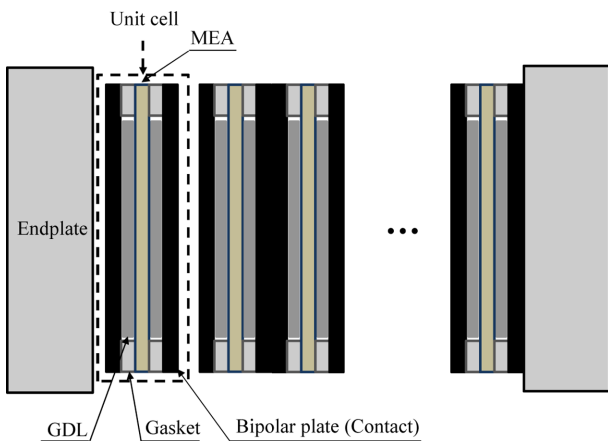 Unit cell
MEA
Endplate
GDL
Gasket
Bipolar plate (Contact)